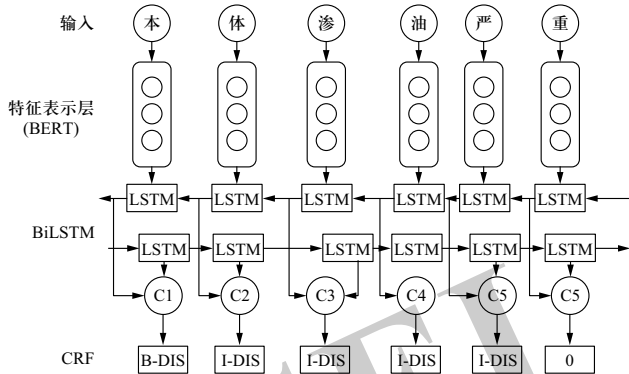 输入 本 体 渗 油 严 重
特征表示层
(BERT)
LSTM LSTM LSTM LSTM LSTM LSTM
BiLSTM
LSTM LSTM LSTM LSTM LSTM LSTM
C1 C2 C3 C4 C5 C5
CRF B-DIS I-DIS I-DIS I-DIS I-DIS 0